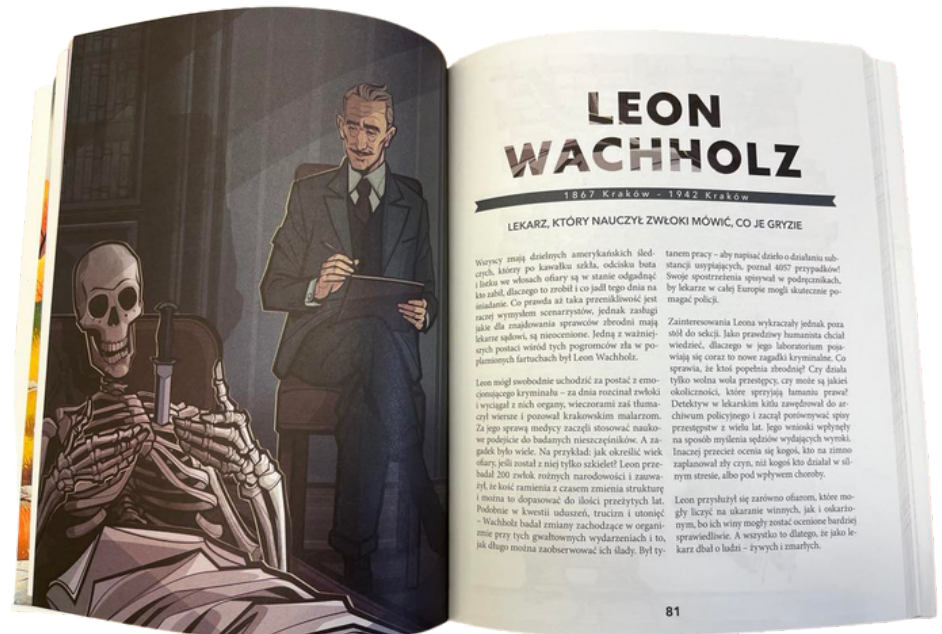 LEON
WACHHOLZ
1867 Kraków - 1942 Kraków
LEKARZ, KTÓRY NAUCZYŁ ZWŁOKI MÓWIĆ, CO JE GRYZIE
Wszyscy znają dzielnych amerykańskich śled-
czych, którzy po kawałku szkła, odcisku buta
i listku we włosach ofiary są w stanie odgadnąć
kto zabił, dlaczego to zrobił i co jadł tego dnia na
śniadanie. Co prawda aż taka przenikliwość jest
raczej wymysłem scenarzystów, jednak zasługi
jakie dla znajdowania sprawców zbrodni mają
lekarze sądowi, są nieocenione. Jedną z ważniej-
szych postaci wśród tych pogromców zła w po-
plamionych fartuchach był Leon Wachholz.
Leon mógł swobodnie uchodzić za postać z emo-
cjonującego kryminału – za dnia rozcinał zwłoki
i wyciągał z nich organy, wieczorami zaś tłuma-
czył wiersze i pozował krakowskim malarzom.
Za jego sprawą medycy zaczęli stosować nauko-
we podejście do badanych nieszczęśników. A za-
gadek było wiele. Na przykład: jak określić wiek
ofiary, jeśli został z niej tylko szkielet? Leon prze-
badał 200 zwłok rożnych narodowości i zauwa-
żył, że kość ramienia z czasem zmienia strukturę
i można to dopasować do ilości przeżytych lat.
Podobnie w kwestii uduszeń, trucizn i utonięć
– Wachholz badał zmiany zachodzące w organi-
zmie przy tych gwałtownych wydarzeniach i to,
jak długo można zaobserwować ich ślady. Był ty-
tanem pracy – aby napisać dzieło o działaniu sub-
stancji usypiających, poznał 4057 przypadków!
Swoje spostrzeżenia spisywał w podręcznikach,
by lekarze w całej Europie mogli skutecznie po-
magać policji.
Zainteresowania Leona wykraczały jednak poza
stół do sekcji. Jako prawdziwy humanista chciał
wiedzieć, dlaczego w jego laboratorium poja-
wiają się coraz to nowe zagadki kryminalne. Co
sprawia, że ktoś popełnia zbrodnię? Czy działa
tylko wolna wola przestępcy, czy może są jakieś
okoliczności, które sprzyjają łamaniu prawa?
Detektyw w lekarskim kitlu zawędrował do ar-
chiwum policyjnego i zaczął porównywać spisy
przestępstw z wielu lat. Jego wnioski wpłynęły
na sposób myślenia sędziów wydających wyroki.
Inaczej przecież ocenia się kogoś, kto na zimno
zaplanował zły czyn, niż kogoś kto działał w sil-
nym stresie, albo pod wpływem choroby.
Leon przysłużył się zarówno ofiarom, które mo-
gły liczyć na ukaranie winnych, jak i oskarżo-
nym, bo ich winy mogły zostać ocenione bardziej
sprawiedliwie. A wszystko to dlatego, że jako le-
karz dbał o ludzi – żywych i zmarłych.
81